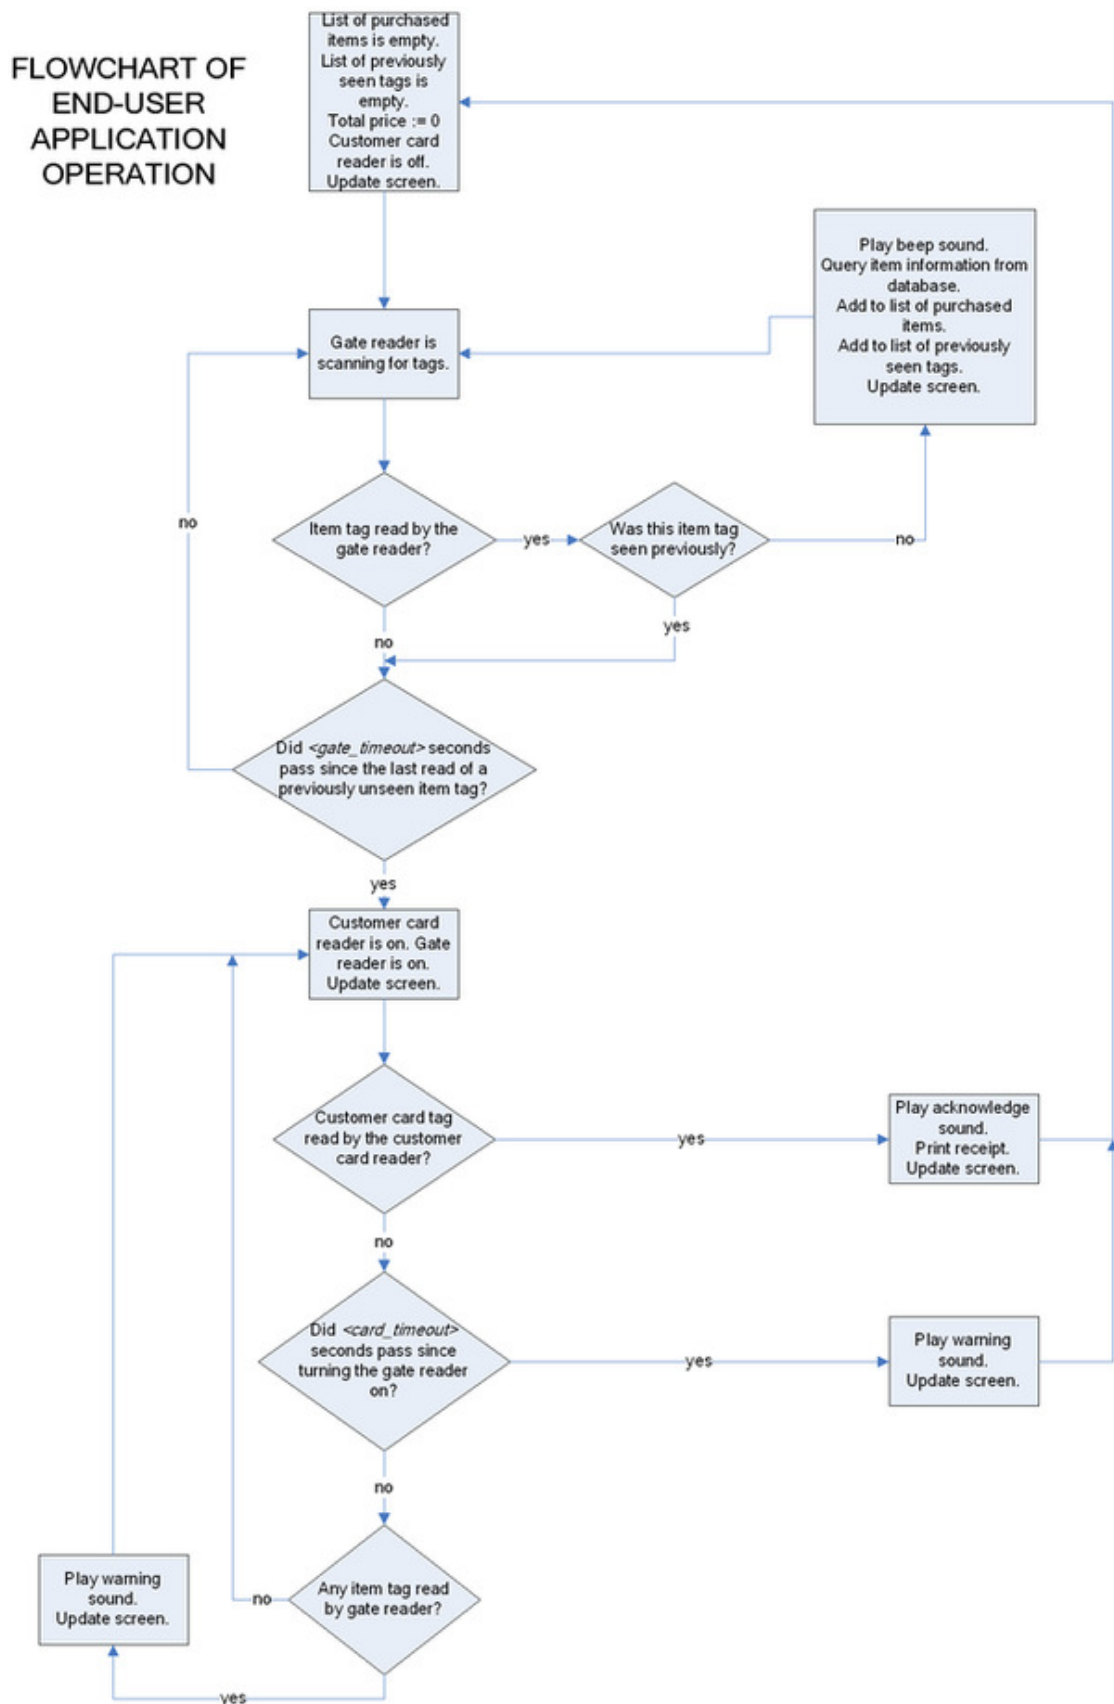 FLOWCHART OF
END-USER
APPLICATION
OPERATION
List of purchased
items is empty.
List of previously
seen tags is
empty.
Total price := 0
Customer card
reader is off.
Update screen.
Play beep sound.
Query item information from
database.
Add to list of purchased
items.
Add to list of previously
seen tags.
Update screen.
Gate reader is
scanning for tags.
no
Item tag read by the
gate reader?
yes
Was this item tag
seen previously?
no
yes
no
Did <gate_timeout> seconds
pass since the last read of a
previously unseen item tag?
yes
Customer card
reader is on. Gate
reader is on.
Update screen.
Customer card tag
read by the customer
card reader?
yes
Play acknowledge
sound.
Print receipt.
Update screen.
no
Did <card_timeout>
seconds pass since
turning the gate reader
on?
yes
Play warning
sound.
Update screen.
no
Any item tag read
by gate reader?
no
Play warning
sound.
Update screen.
yes